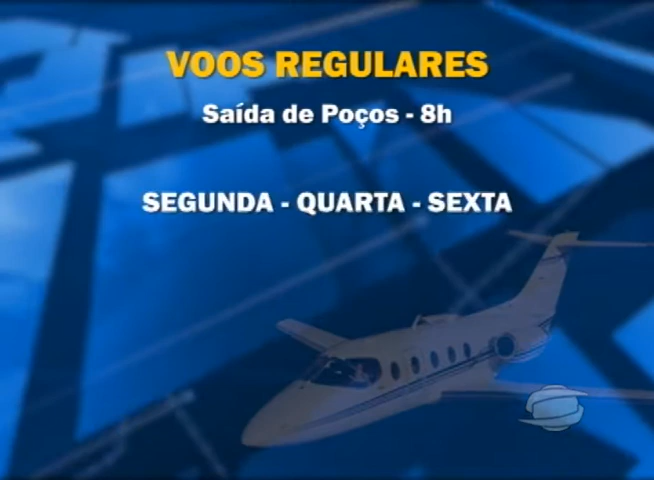 VOOS REGULARES
Saída de Poços - 8h
SEGUNDA - QUARTA - SEXTA